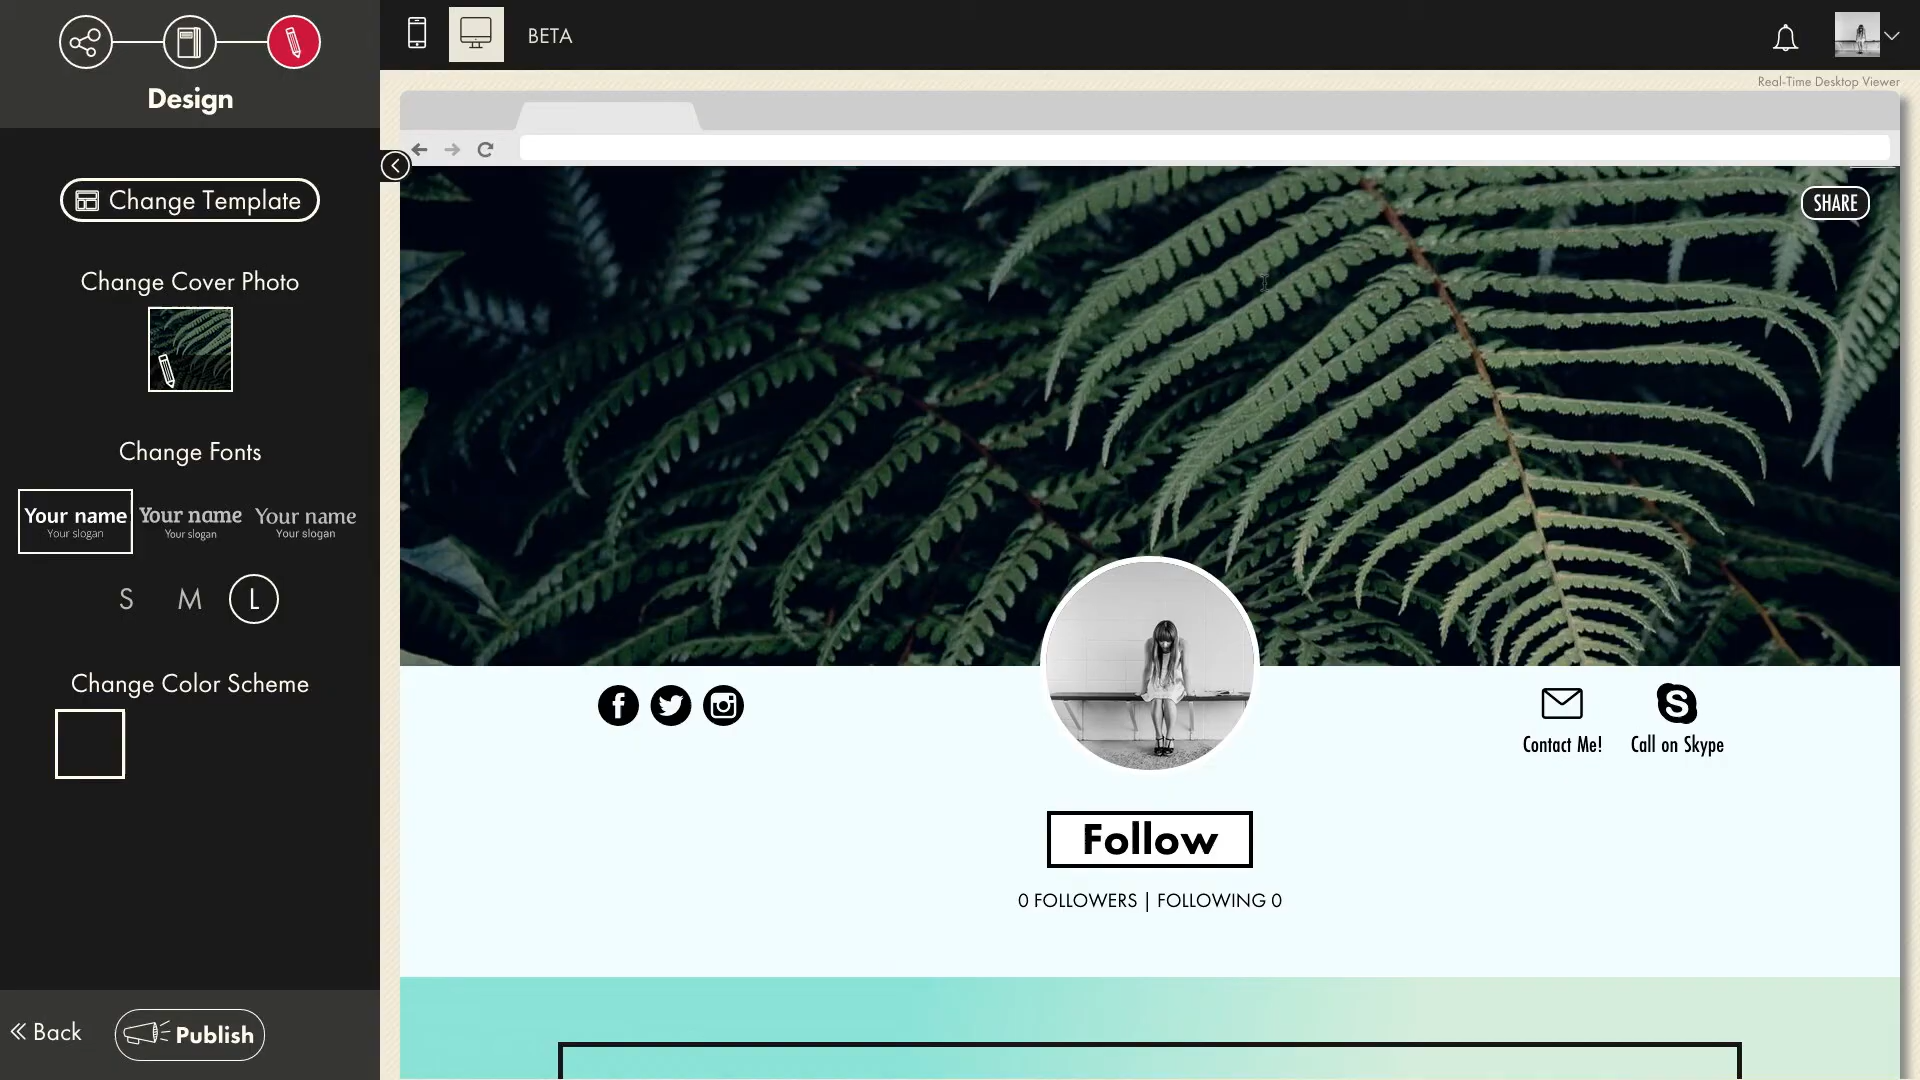 Design
Change Template
Change Cover Photo
Change Fonts
Your name
Your slogan
Your name
Your slogan
Your name
Your slogan
S M L
Change Color Scheme
Back
Publish
BETA
Real-Time Desktop Viewer
SHARE
Contact Me!
Call on Skype
Follow
0 FOLLOWERS | FOLLOWING 0